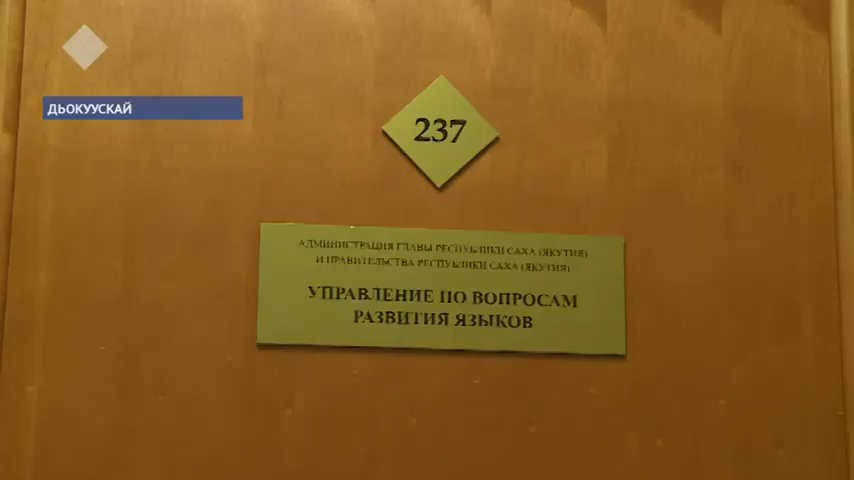 ДЬОКУУСКАЙ
237
АДМИНИСТРАЦИЯ ГЛАВЫ РЕСПУБЛИКИ САХА (ЯКУТИЯ)
И ПРАВИТЕЛЬСТВА РЕСПУБЛИКИ САХА (ЯКУТИЯ)
УПРАВЛЕНИЕ ПО ВОПРОСАМ
РАЗВИТИЯ ЯЗЫКОВ